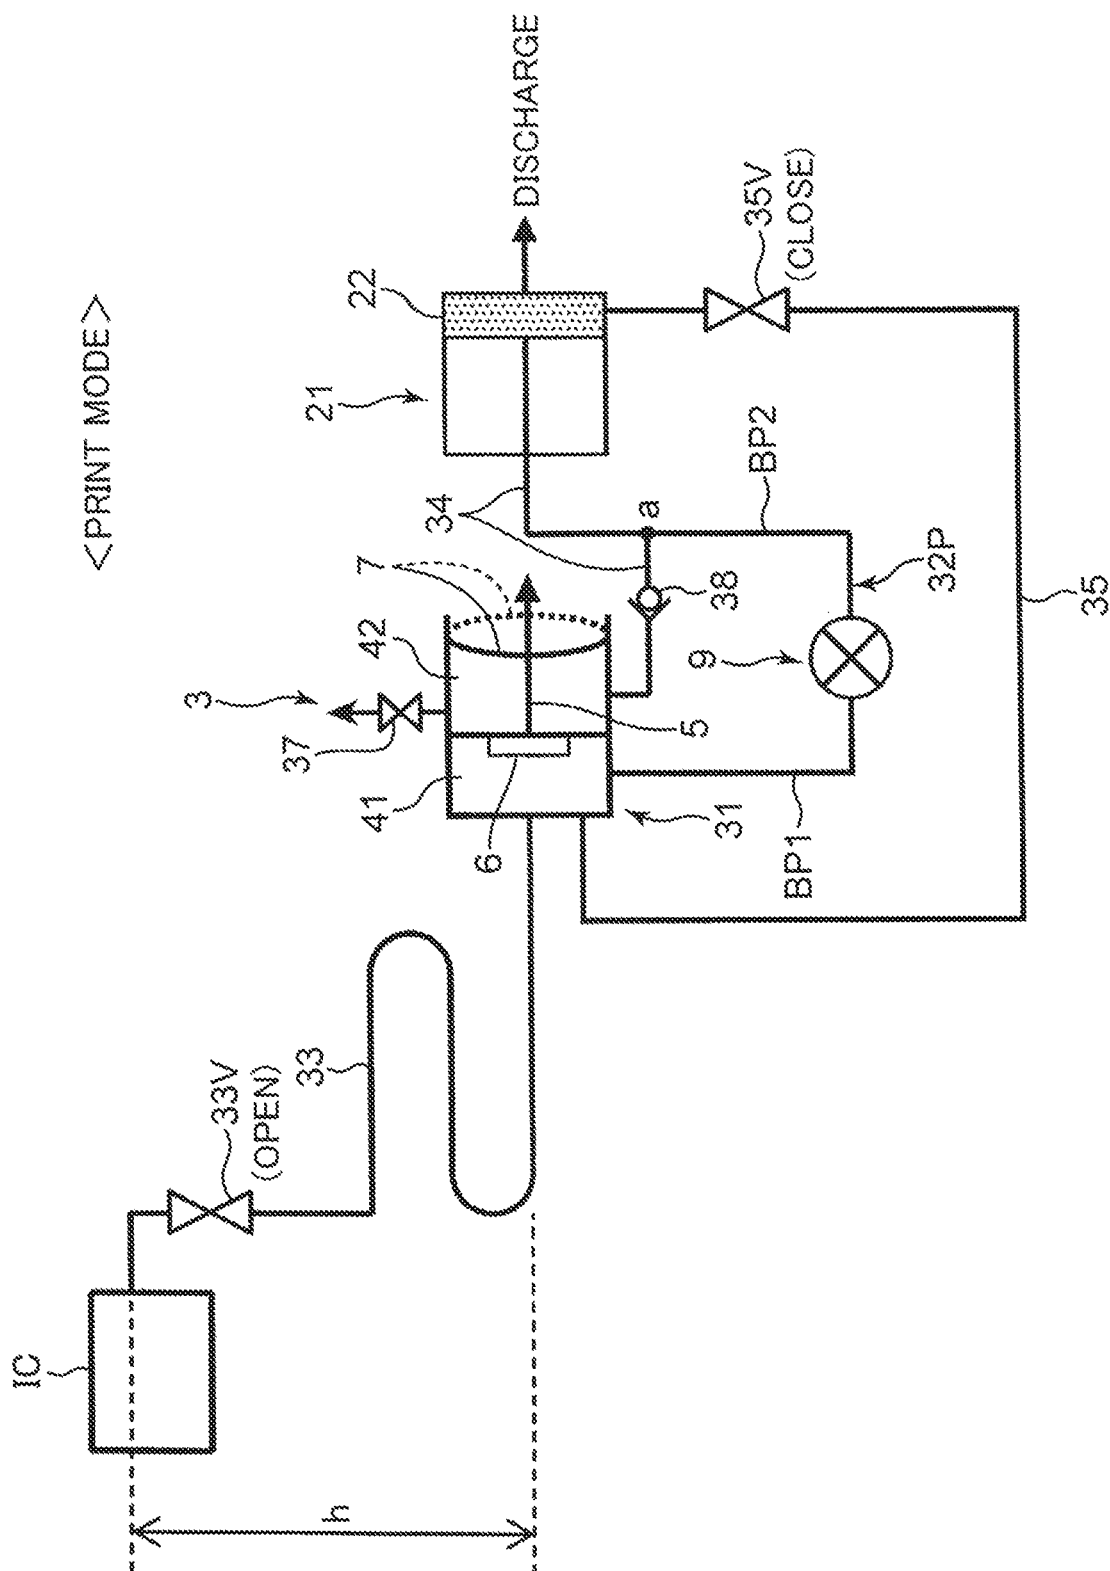 <PRINT MODE>
IC
33V
(OPEN)
33
h
3
37
41
42
7
6
5
31
34
a
38
21
22
DISCHARGE
35V
(CLOSE)
BP1
BP2
9
32P
35